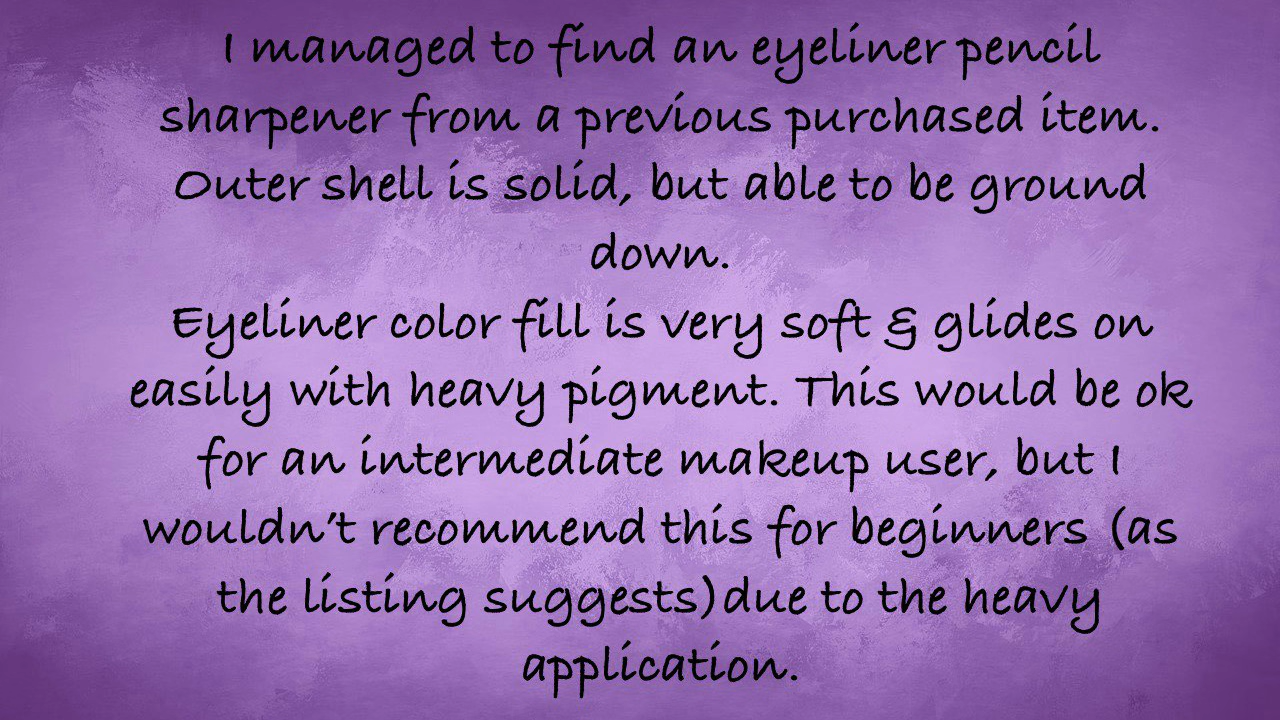 I managed to find an eyeliner pencil
sharpener from a previous purchased item.
Outer shell is solid, but able to be ground
down.
Eyeliner color fill is very soft & glides on
easily with heavy pigment. This would be ok
for an intermediate makeup user, but I
wouldn’t recommend this for beginners (as
the listing suggests)due to the heavy
application.